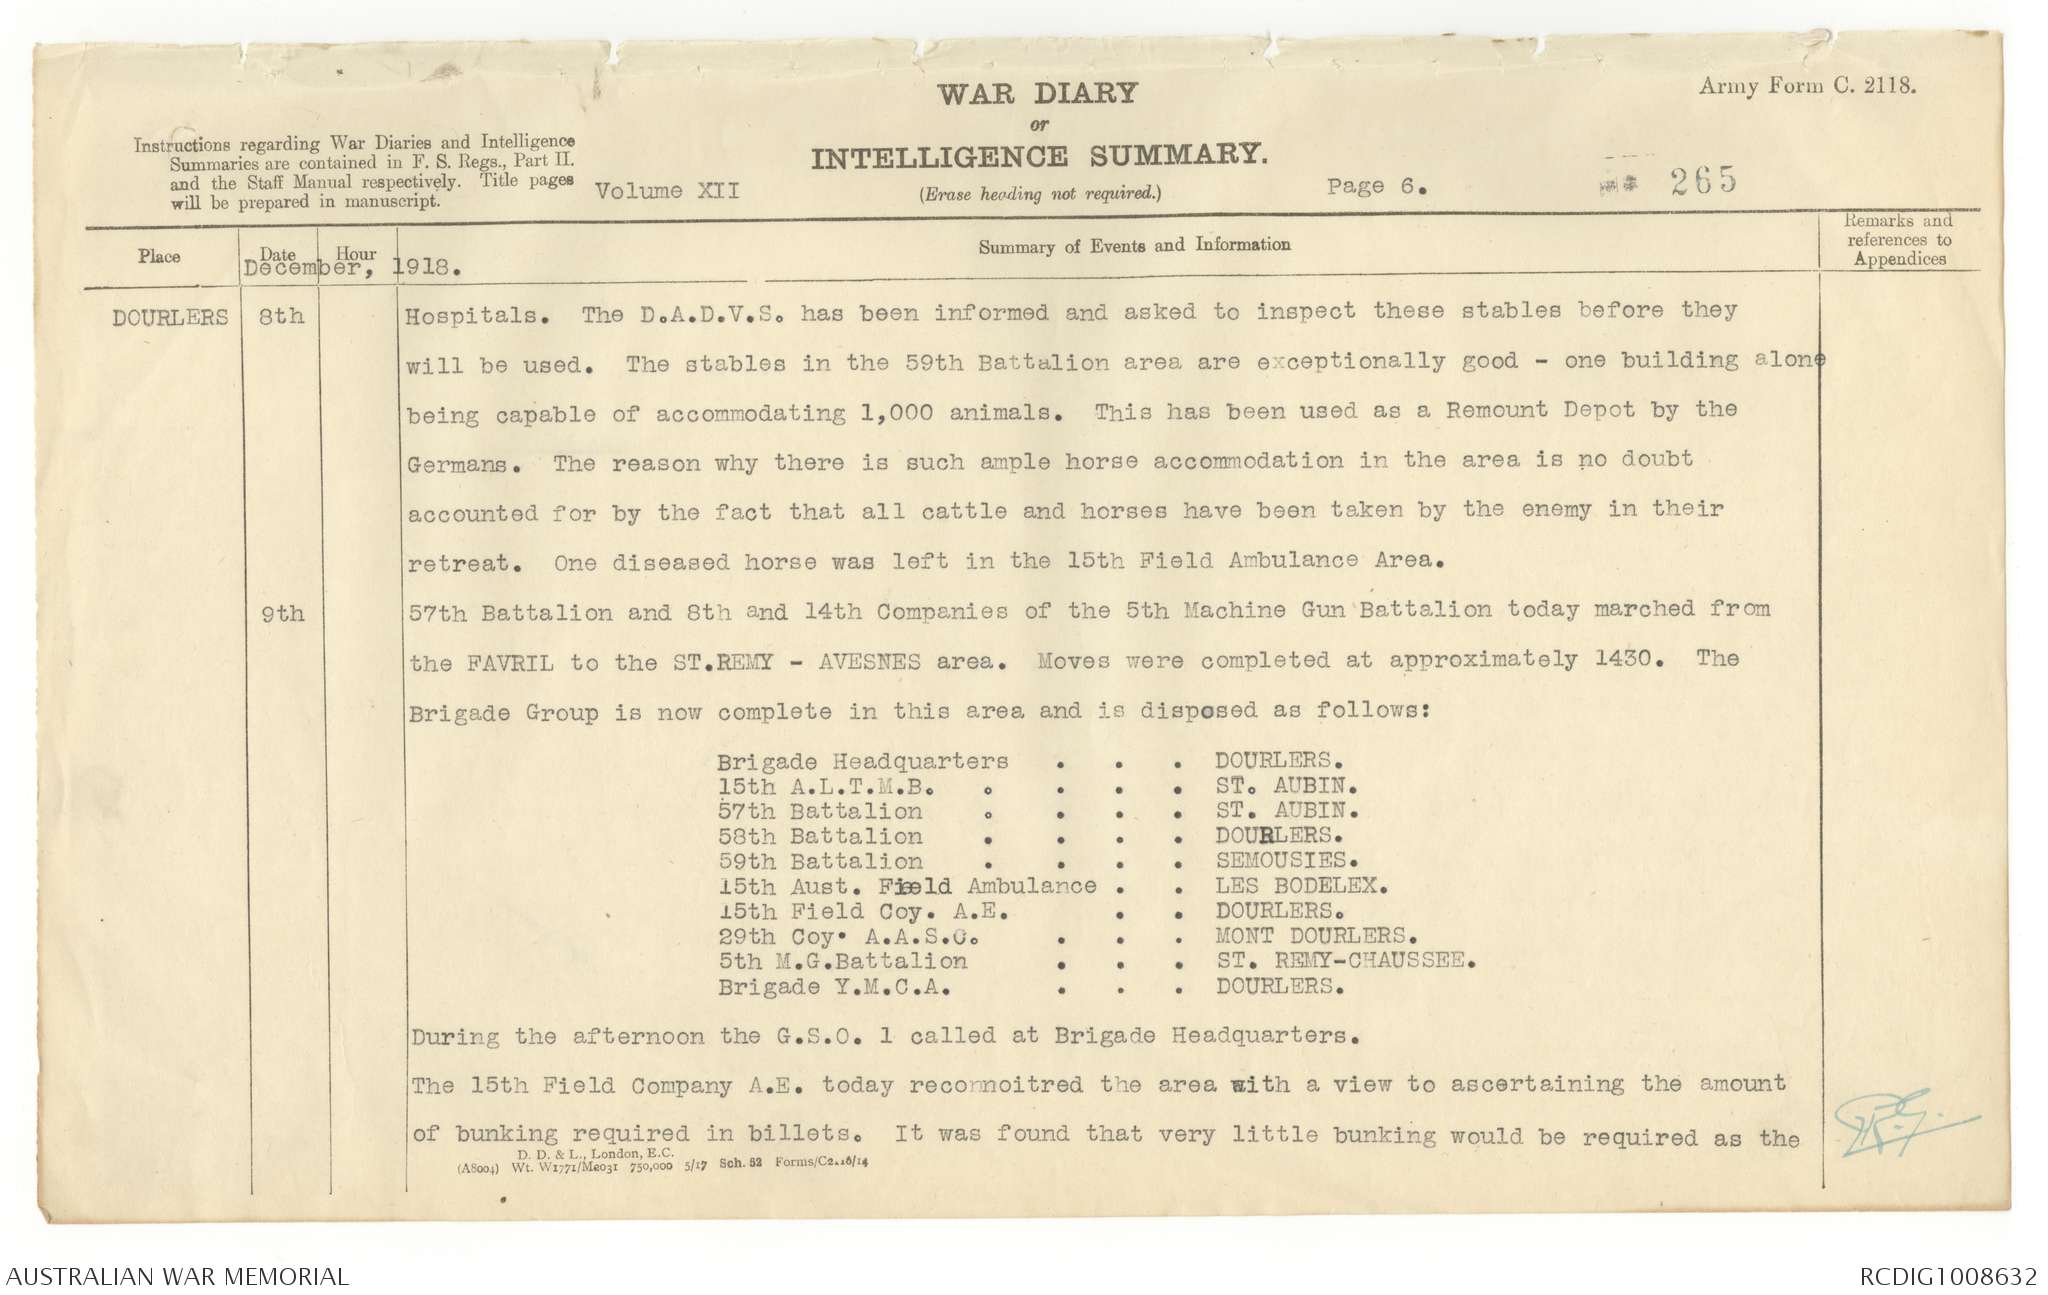 Army Form C. 2118.
WAR DIARY
or
INTELLIGENCE SUMMARY.
(Erase heading not required.)
Instructions regarding War Diaries and Intelligence
Summaries are contained in F. S. Regs., Part II.
and the Staff Manual respectively. Title pages
will be prepared in manuscript.
Volume XII
Page 6.
265
Place
Date
Hour
Summary of Events and Information
Remarks and
references to
Appendices
December, 1918.
DOURLERS 8th Hospitals. The D.A.D.V.S. has been informed and asked to inspect these stables before they
will be used. The stables in the 59th Battalion area are exceptionally good - one building alone
being capable of accommodating 1,000 animals. This has been used as a Remount Depot by the
Germans. The reason why there is such ample horse accommodation in the area is no doubt
accounted for by the fact that all cattle and horses have been taken by the enemy in their
retreat. One diseased horse was left in the 15th Field Ambulance Area.
9th 57th Battalion and 8th and 14th Companies of the 5th Machine Gun Battalion today marched from
the FAVRIL to the ST.REMY - AVESNES area. Moves were completed at approximately 1430. The
Brigade Group is now complete in this area and is disposed as follows:
Brigade Headquarters . . . DOURLERS.
15th A.L.T.M.B. . . . . ST. AUBIN.
57th Battalion . . . . ST. AUBIN.
58th Battalion . . . . DOURLERS.
59th Battalion . . . . SEMOUSIES.
15th Aust. Field Ambulance . . LES BODELEX.
15th Field Coy. A.E. . . DOURLERS.
29th Coy. A.A.S.C. . . . MONT DOURLERS.
5th M.G.Battalion . . . ST. REMY-CHAUSSEE.
Brigade Y.M.C.A. . . . DOURLERS.
During the afternoon the G.S.O. 1 called at Brigade Headquarters.
The 15th Field Company A.E. today reconnoitred the area with a view to ascertaining the amount
of bunking required in billets. It was found that very little bunking would be required as the
D. D. & L., London, E.C.
(A8004) Wt. W1771/M2031 750,000 5/17 Sch. 52 Forms/C2118/14
AUSTRALIAN WAR MEMORIAL
RCDIG1008632